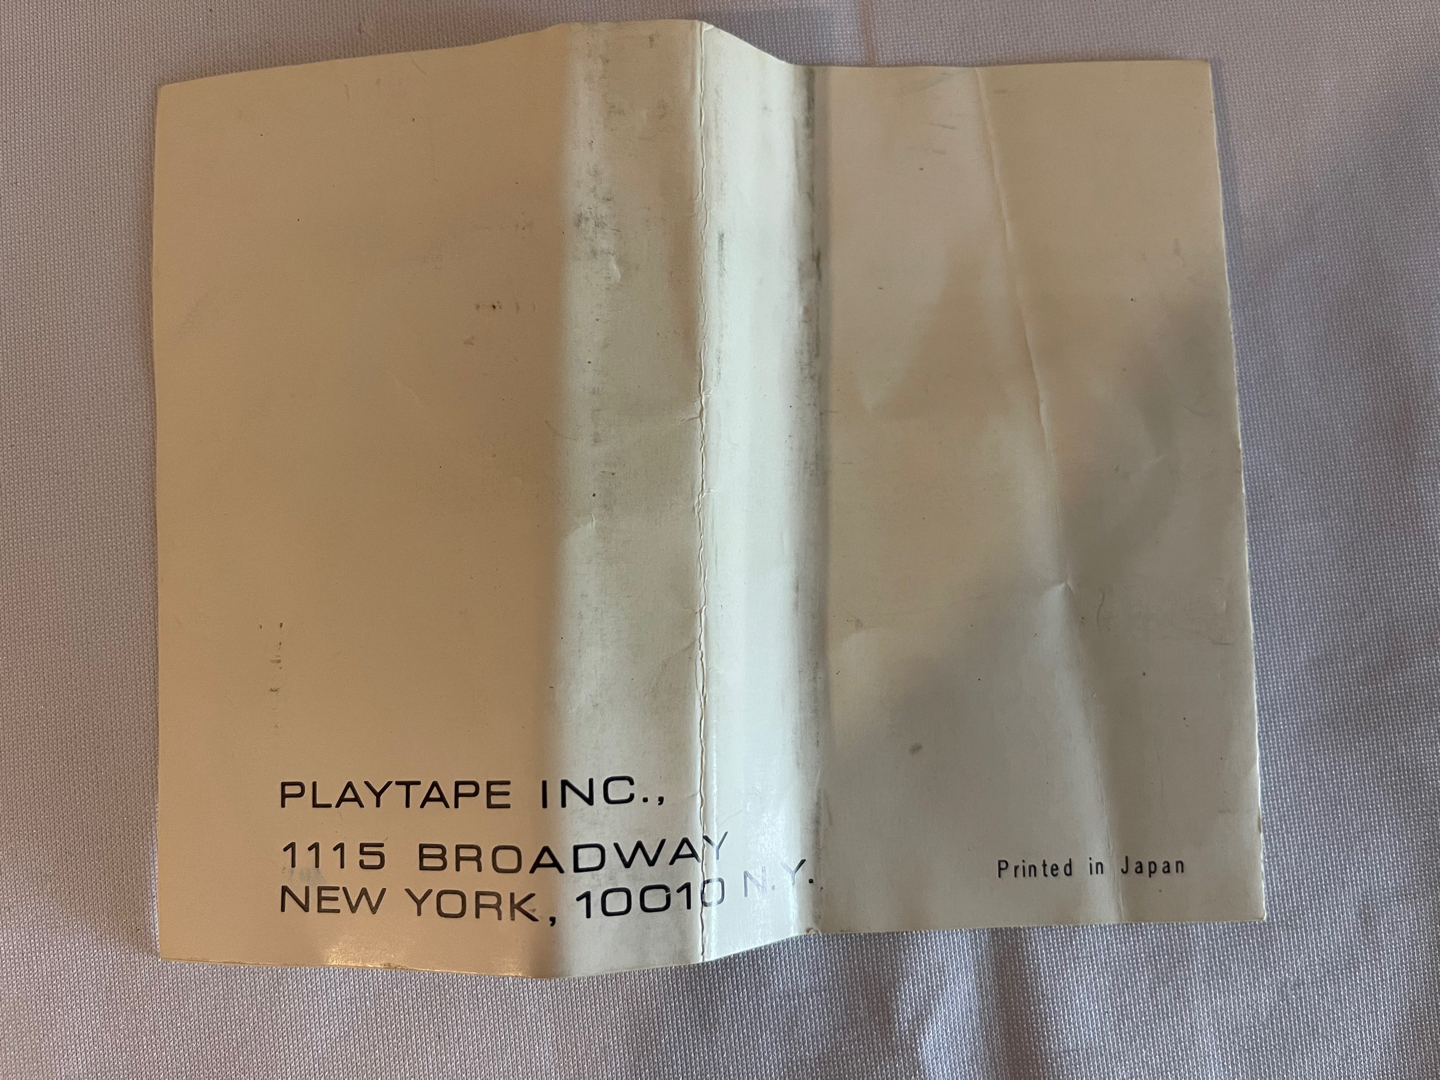 PLAYTAPE INC.,
1115 BROADWAY
NEW YORK, 10010 N.Y.
Printed in Japan